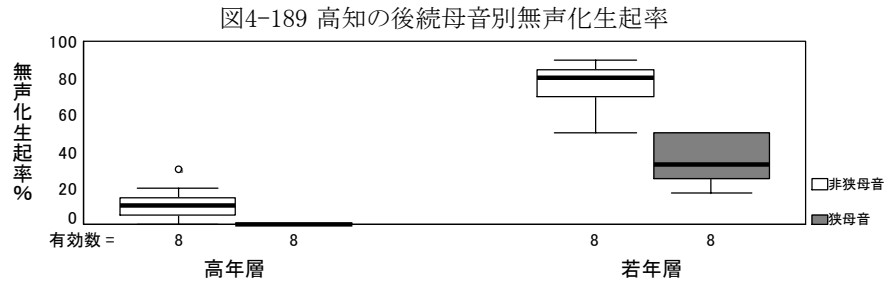 図4-189 高知の後続母音別無声化生起率
無声化生起率%
100
80
60
40
20
0
非狭母音
狭母音
有効数 = 8 8 8 8
高年層 若年層